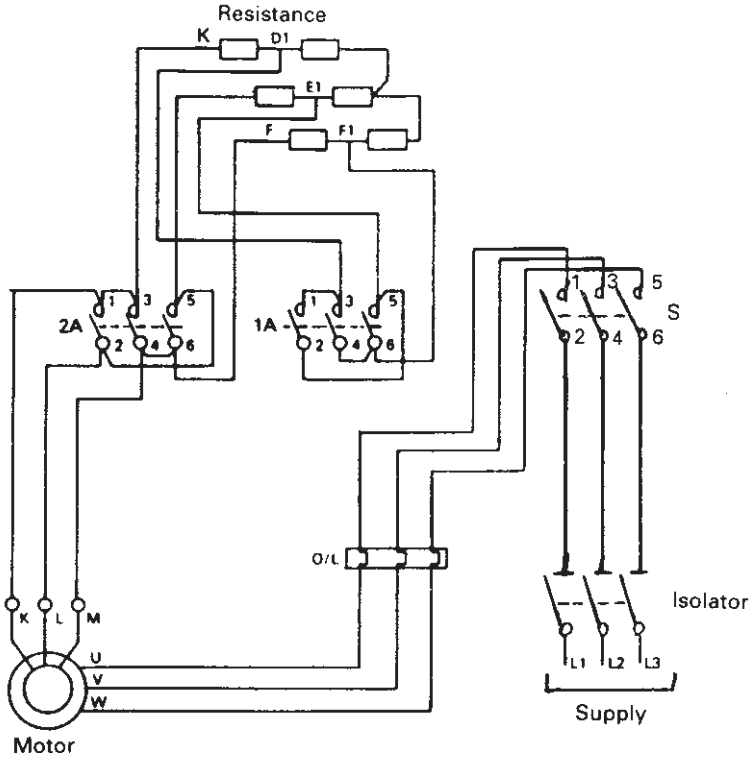 Resistance
K D1
E1
F F1
1 3 5
2A
2 4 6
1 3 5
1A
2 4 6
1 3 5
S
2 4 6
O/L
Isolator
K L M
L1 L2 L3
U
V
W
Supply
Motor